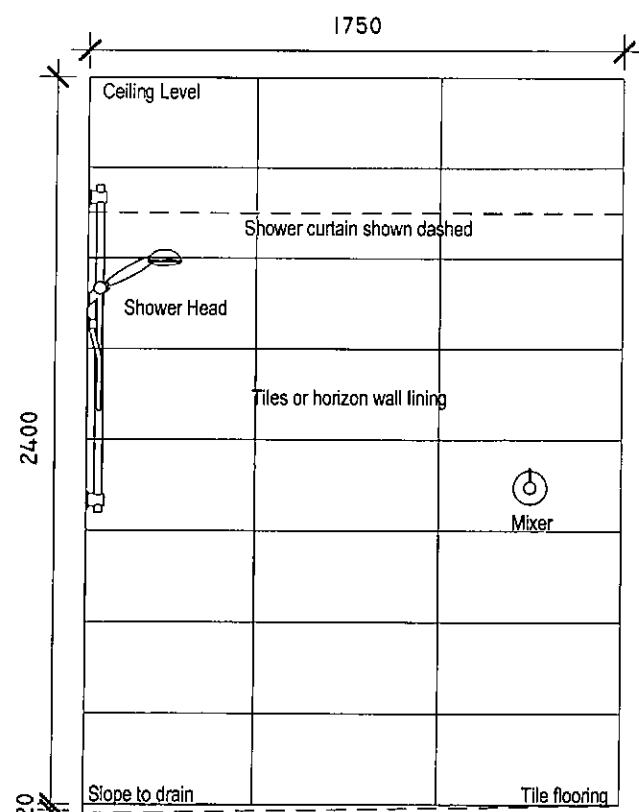 1750
Ceiling Level
Shower curtain shown dashed
Shower Head
Tiles or horizon wall lining
2400
Mixer
Slope to drain
Tile flooring
20